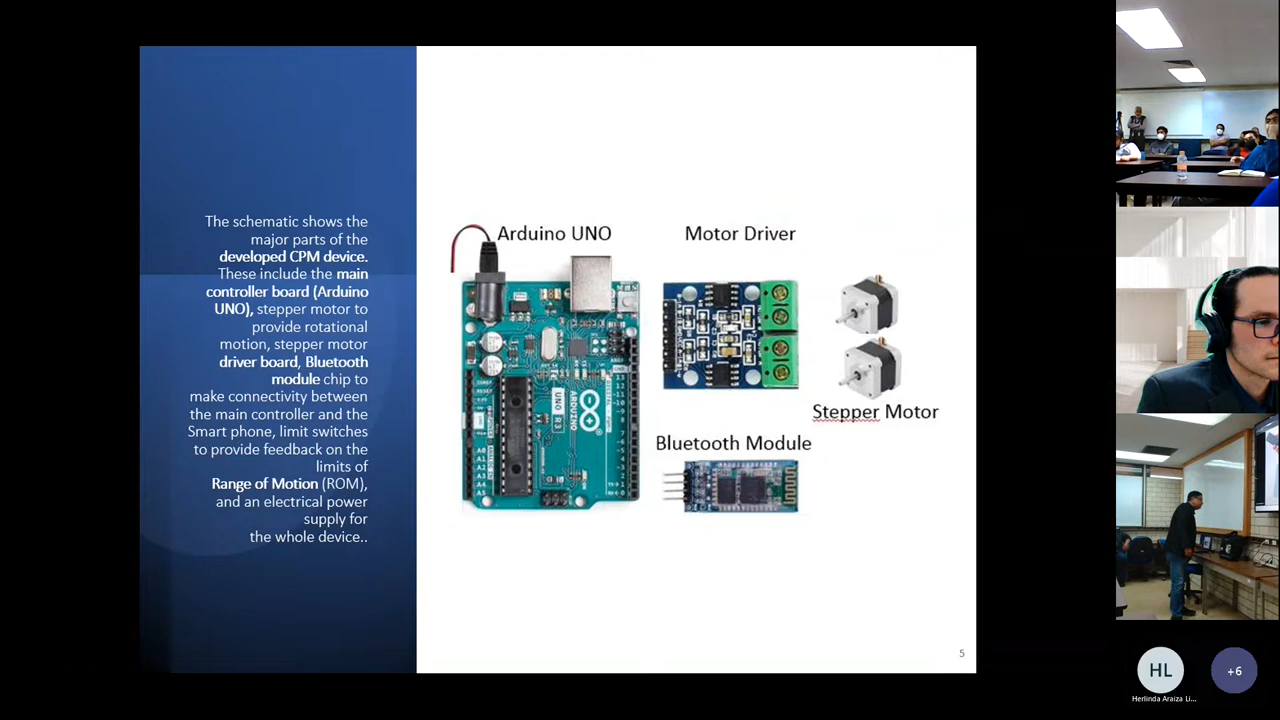 The schematic shows the
major parts of the
developed CPM device.
These include the main
controller board (Arduino
UNO), stepper motor to
provide rotational
motion, stepper motor
driver board, Bluetooth
module chip to
make connectivity between
the main controller and the
Smart phone, limit switches
to provide feedback on the
limits of
Range of Motion (ROM),
and an electrical power
supply for
the whole device..
Arduino UNO
Motor Driver
Stepper Motor
Bluetooth Module
UNO R3
ARDUINO
5
HL
+6
Herlinda Araiza Li...